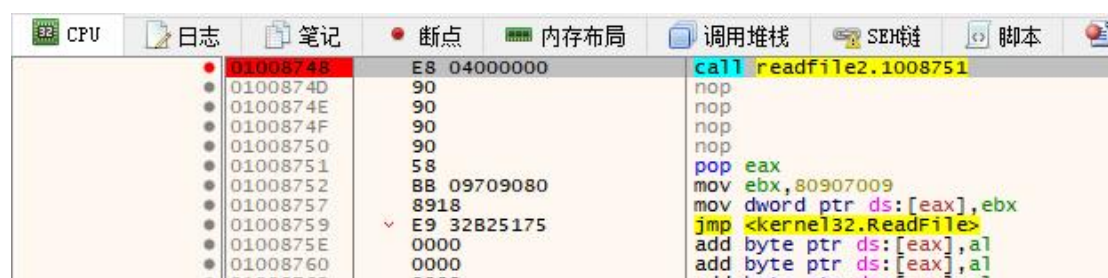 CPU 日志 笔记 断点 内存布局 调用堆栈 SEH链 脚本
01008748 E8 04000000 call readfile2.1008751
0100874D 90 nop
0100874E 90 nop
0100874F 90 nop
01008750 90 nop
01008751 58 pop eax
01008752 BB 09709080 mov ebx,80907009
01008757 8918 mov dword ptr ds:[eax],ebx
01008759 E9 32B25175 jmp <kernel32.ReadFile>
0100875E 0000 add byte ptr ds:[eax],al
01008760 0000 add byte ptr ds:[eax],al